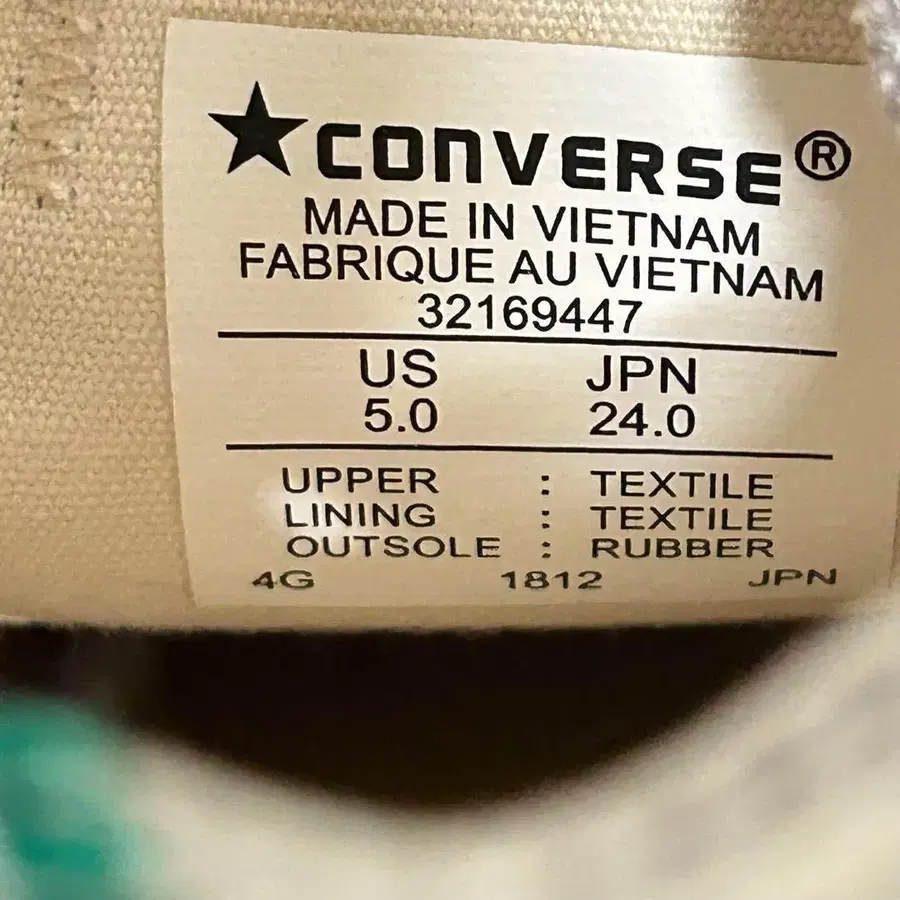 ★CONVERSE®
MADE IN VIETNAM
FABRIQUE AU VIETNAM
32169447
US JPN
5.0 24.0
UPPER : TEXTILE
LINING : TEXTILE
OUTSOLE : RUBBER
4G 1812 JPN